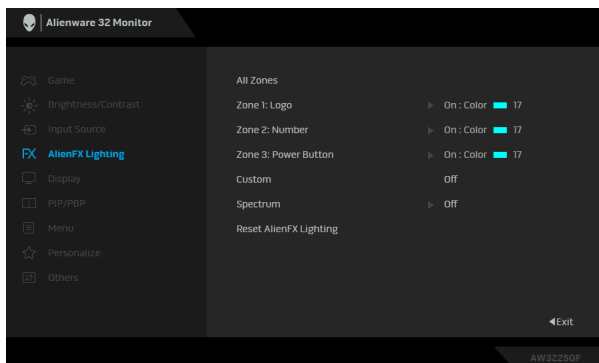 Alienware 32 Monitor
Game
Brightness/Contrast
Input Source
FX AlienFX Lighting
Display
PIP/PBP
Menu
Personalize
Others
All Zones
Zone 1: Logo On : Color 17
Zone 2: Number On : Color 17
Zone 3: Power Button On : Color 17
Custom Off
Spectrum Off
Reset AlienFX Lighting
Exit
AW3225QF